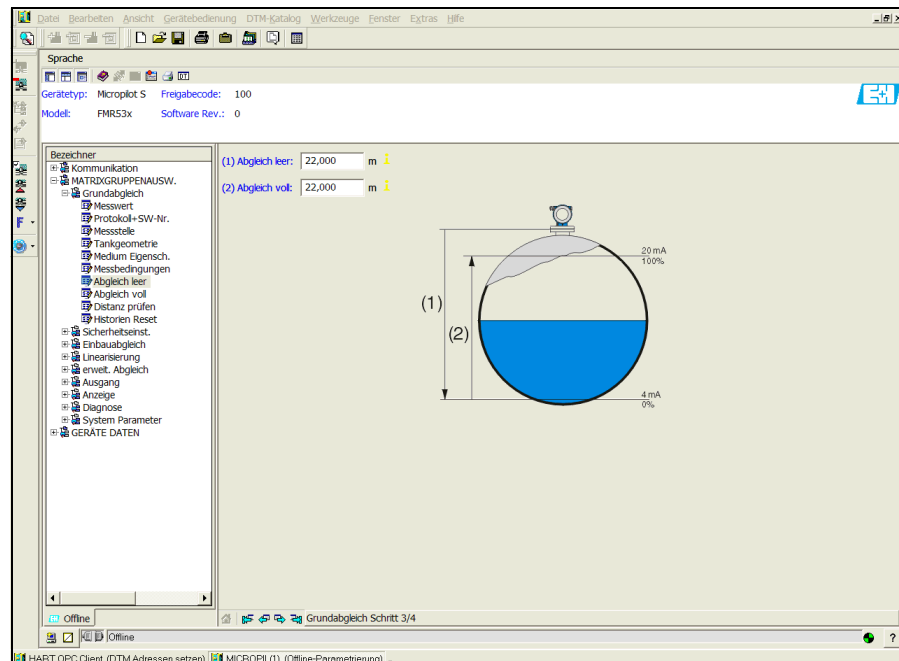 Datei Bearbeiten Ansicht Gerätebedienung DTM-Katalog Werkzeuge Fenster Extras Hilfe
Sprache
Gerätetyp: Micropilot S Freigabecode: 100
Model: FMR53x Software Rev.: 0
Bezeichner
Kommunikation
MATRIXGRUPPENAUSW.
Grundabgleich
Messwert
Protokoll+SW-Nr.
Messstelle
Tankgeometrie
Medium Eigensch.
Messbedingungen
Abgleich leer
Abgleich voll
Distanz prüfen
Historien Reset
Sicherheitseinst.
Einbauabgleich
Linearisierung
erweit. Abgleich
Ausgang
Anzeige
Diagnose
System Parameter
GERÄTE DATEN
(1) Abgleich leer: 22,000 m
(2) Abgleich voll: 22,000 m
20 mA
100%
(1)
(2)
4 mA
0%
F
Offline
Grundabgleich Schritt 3/4
Offline
?
HART OPC Client (DTM Adressen setzen) MICROPIL(1) (Offline-Parametrierung)